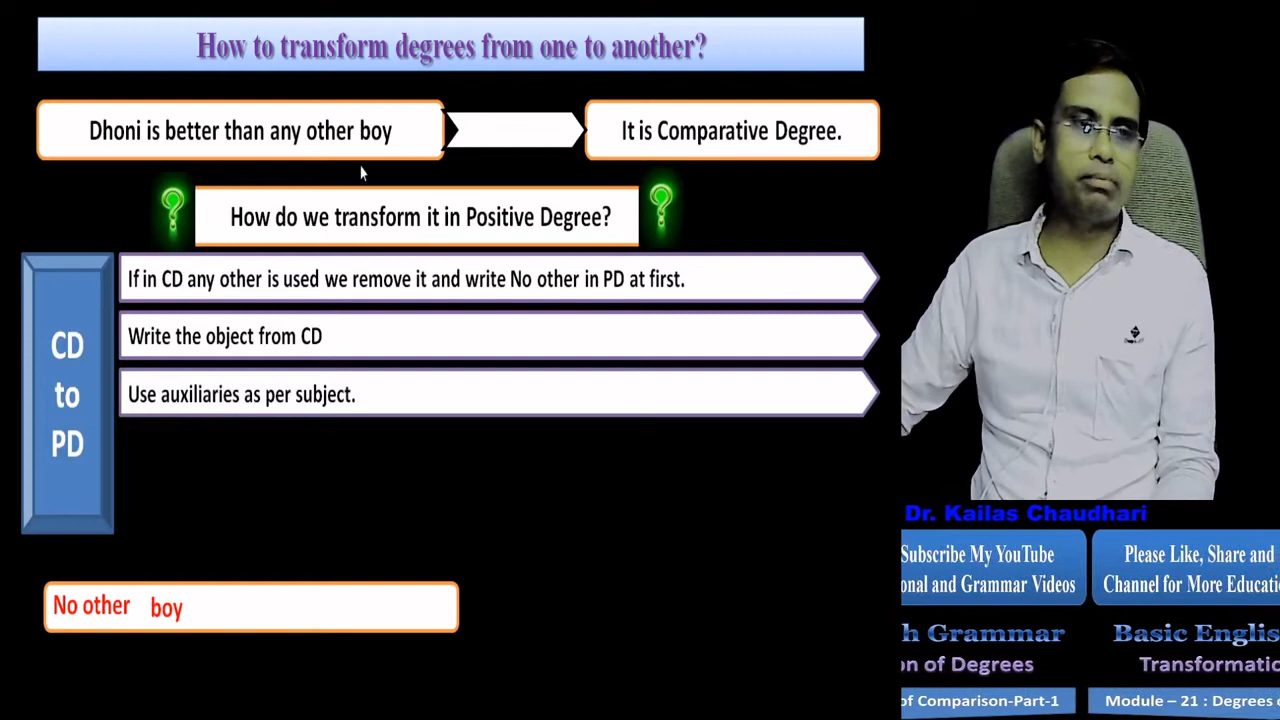 How to transform degrees from one to another?
Dhoni is better than any other boy
It is Comparative Degree.
How do we transform it in Positive Degree?
CD
to
PD
If in CD any other is used we remove it and write No other in PD at first.
Write the object from CD
Use auxiliaries as per subject.
No other boy
Dr. Kailas Chaudhari
Subscribe My YouTube
onal and Grammar Videos
Please Like, Share and
Channel for More Educati
h Grammar
on of Degrees
of Comparison-Part-1
Basic Englis
Transformatic
Module – 21 : Degrees